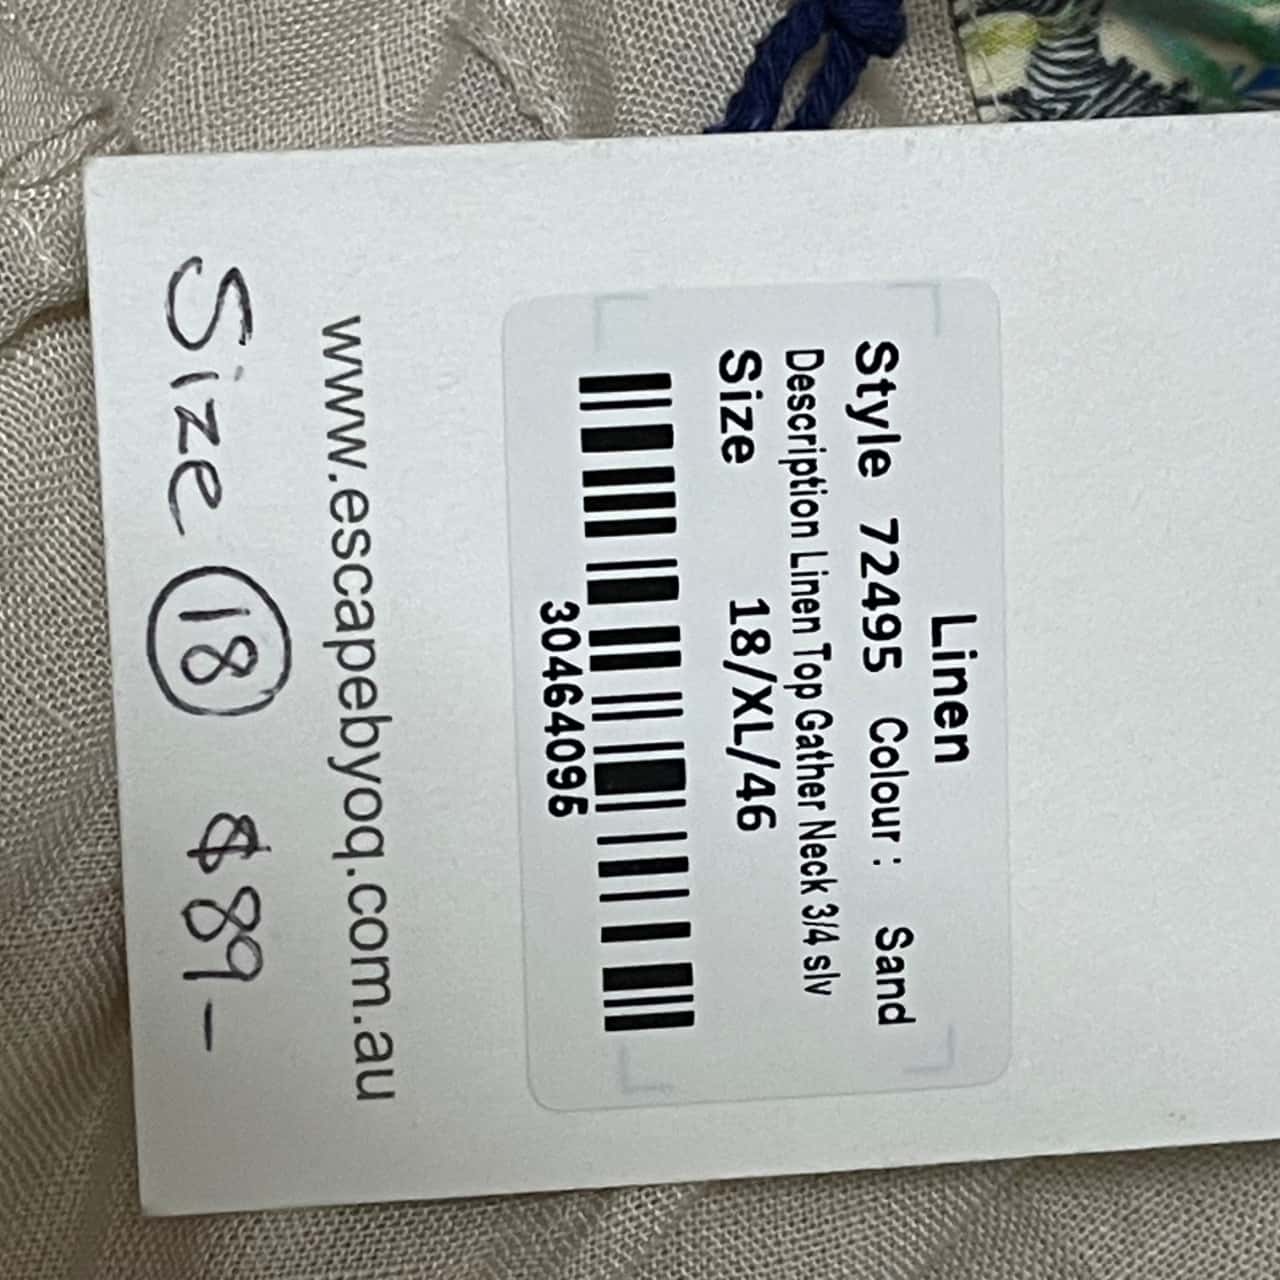 Linen
Style 72495 Colour: Sand
Description Linen Top Gather Neck 3/4 slv
Size 18/XL/46
30464095
www.escapebyoq.com.au
Size 18 $89-